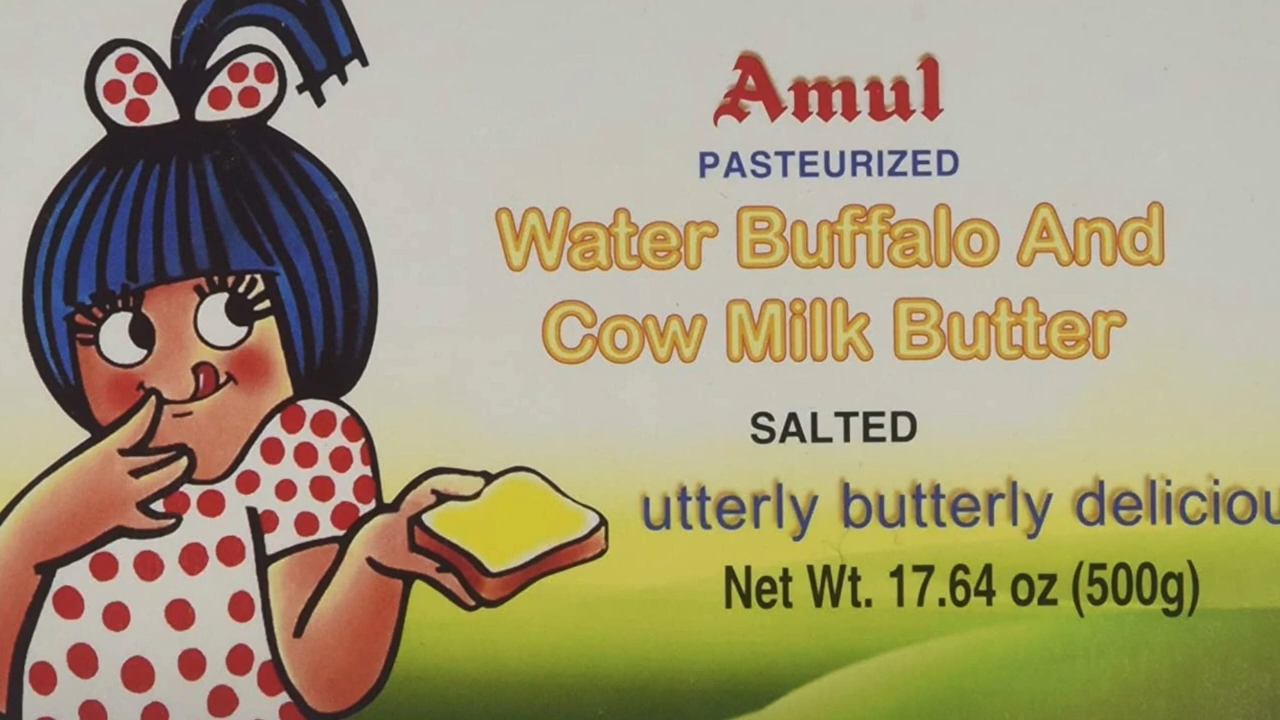 Amul
PASTEURIZED
Water Buffalo And
Cow Milk Butter
SALTED
utterly butterly deliciou
Net Wt. 17.64 oz (500g)